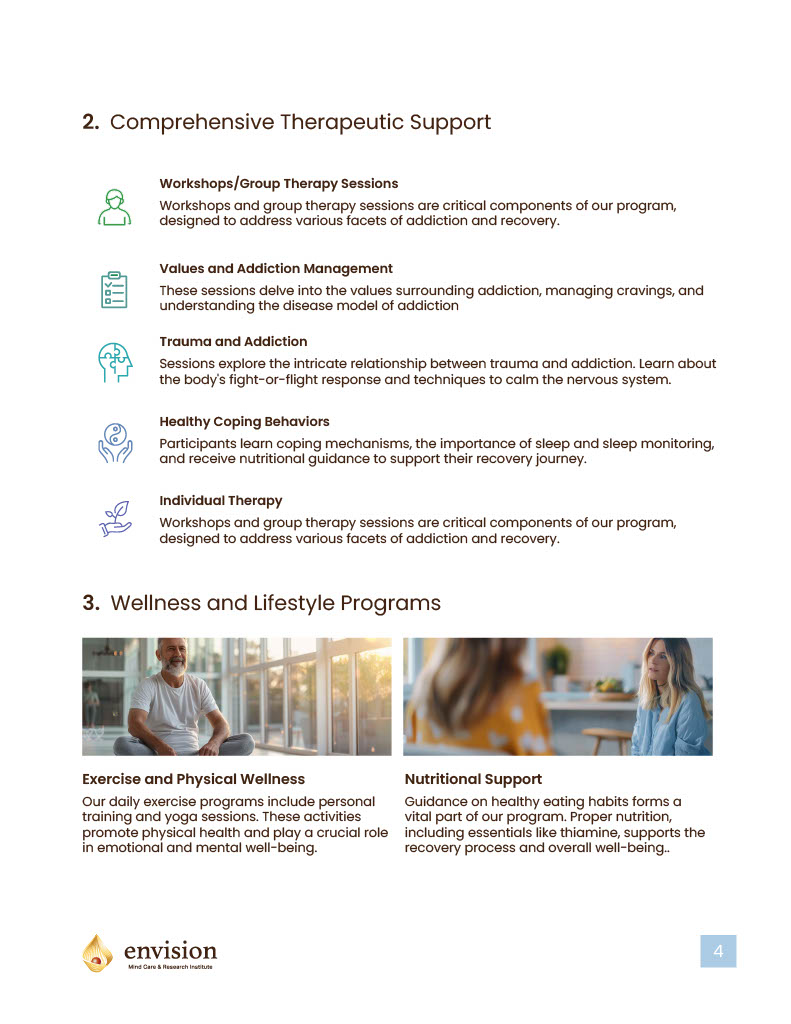 2. Comprehensive Therapeutic Support
Workshops/Group Therapy Sessions
Workshops and group therapy sessions are critical components of our program,
designed to address various facets of addiction and recovery.
Values and Addiction Management
These sessions delve into the values surrounding addiction, managing cravings, and
understanding the disease model of addiction
Trauma and Addiction
Sessions explore the intricate relationship between trauma and addiction. Learn about
the body's fight-or-flight response and techniques to calm the nervous system.
Healthy Coping Behaviors
Participants learn coping mechanisms, the importance of sleep and sleep monitoring,
and receive nutritional guidance to support their recovery journey.
Individual Therapy
Workshops and group therapy sessions are critical components of our program,
designed to address various facets of addiction and recovery.
3. Wellness and Lifestyle Programs
Exercise and Physical Wellness
Our daily exercise programs include personal
training and yoga sessions. These activities
promote physical health and play a crucial role
in emotional and mental well-being.
Nutritional Support
Guidance on healthy eating habits forms a
vital part of our program. Proper nutrition,
including essentials like thiamine, supports the
recovery process and overall well-being..
envision
Mind Care & Research Institute
4